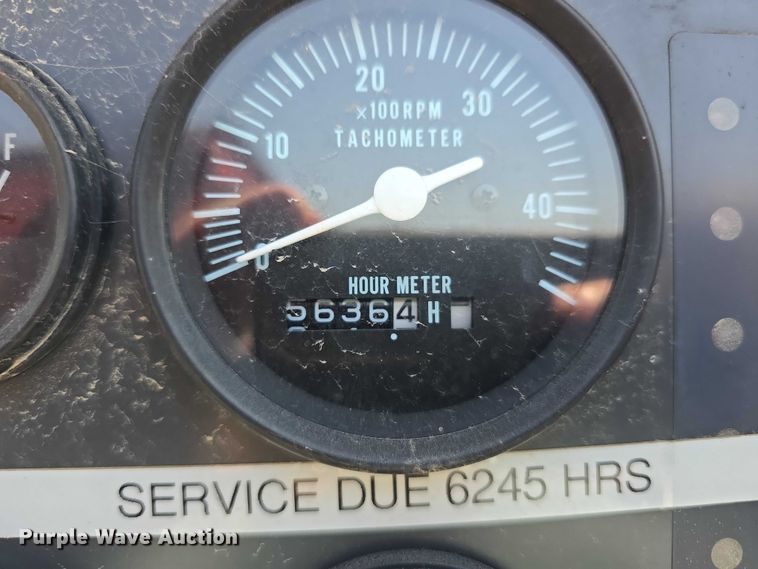 F
20
30
×100RPM
10
TACHOMETER
40
0
HOUR METER
56364 H
SERVICE DUE 6245 HRS
Purple Wave Auction